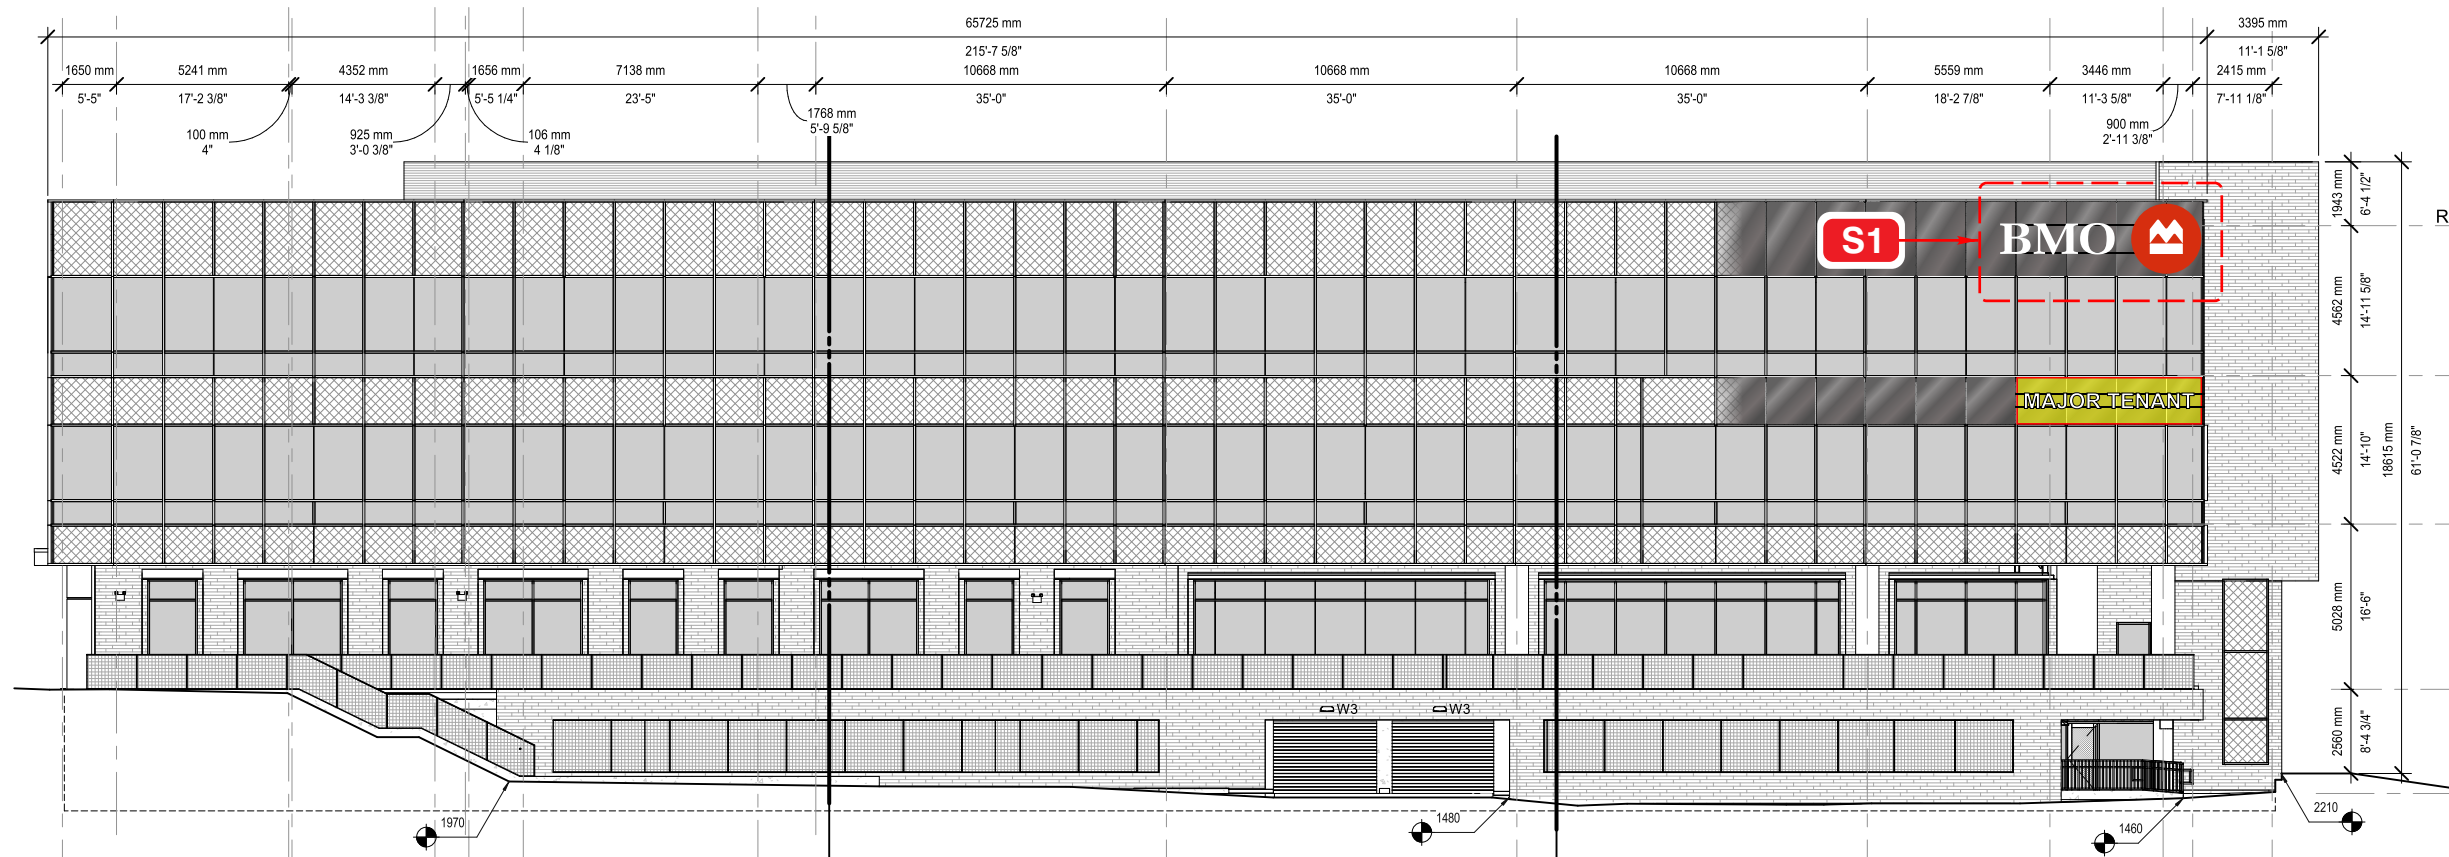 65725 mm
215'-7 5/8"
3395 mm
11'-1 5/8"
1650 mm
5'-5"
5241 mm
17'-2 3/8"
4352 mm
14'-3 3/8"
1656 mm
5'-5 1/4"
7138 mm
23'-5"
10668 mm
35'-0"
10668 mm
35'-0"
10668 mm
35'-0"
5559 mm
18'-2 7/8"
3446 mm
11'-3 5/8"
2415 mm
7'-11 1/8"
100 mm
4"
925 mm
3'-0 3/8"
106 mm
4 1/8"
1768 mm
5'-9 5/8"
900 mm
2'-11 3/8"
1943 mm
6'-4 1/2"
R
S1
BMO
4562 mm
14'-11 5/8"
MAJOR TENANT
4522 mm
14'-10"
18615 mm
61'-0 7/8"
5028 mm
16'-6"
W3
W3
2560 mm
8'-4 3/4"
1970
1480
1460
2210